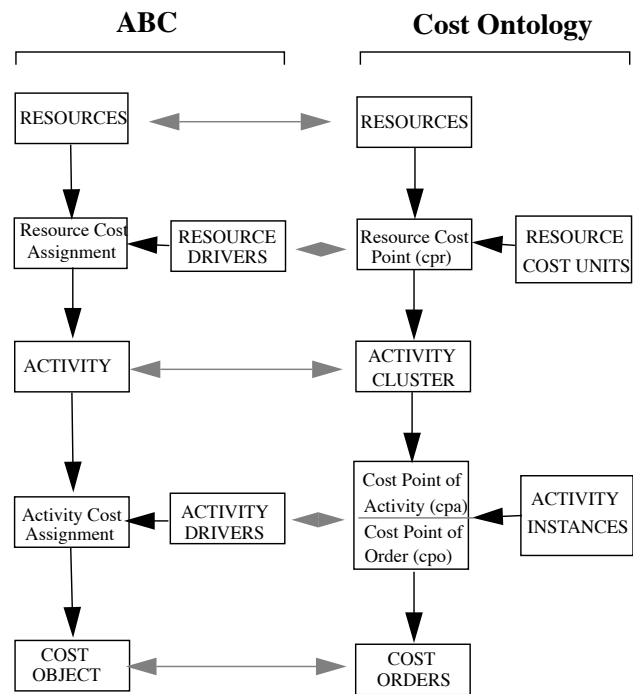 ABC
Cost Ontology
RESOURCES
RESOURCES
Resource Cost
Assignment
RESOURCE
DRIVERS
Resource Cost
Point (cpr)
RESOURCE
COST UNITS
ACTIVITY
ACTIVITY
CLUSTER
Activity Cost
Assignment
ACTIVITY
DRIVERS
Cost Point of
Activity (cpa)
Cost Point of
Order (cpo)
ACTIVITY
INSTANCES
COST
OBJECT
COST
ORDERS